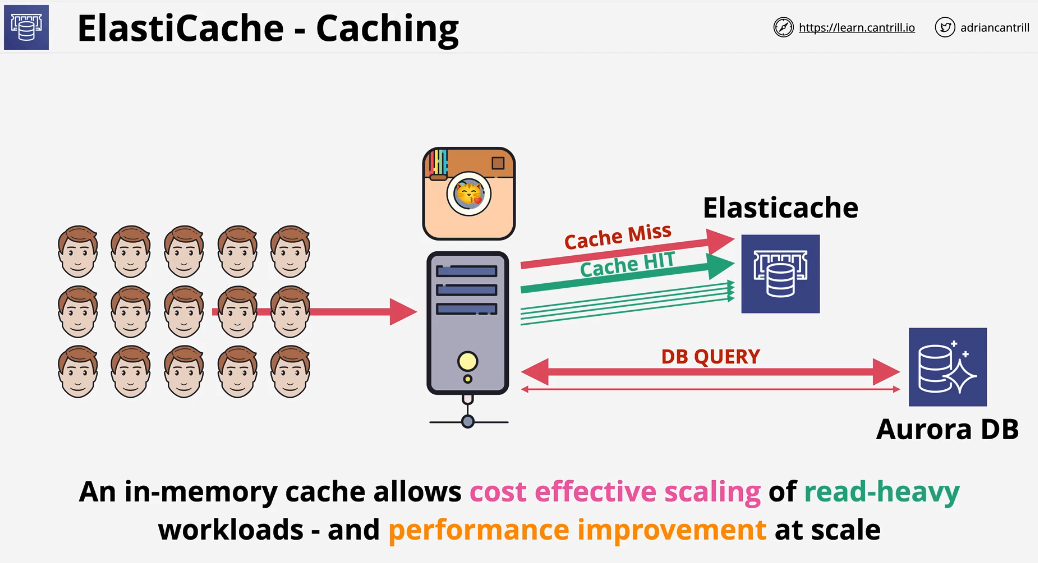 ElastiCache - Caching
https://learn.cantrill.io
adriancantrill
Elasticache
Cache Miss
Cache HIT
DB QUERY
Aurora DB
An in-memory cache allows cost effective scaling of read-heavy
workloads - and performance improvement at scale